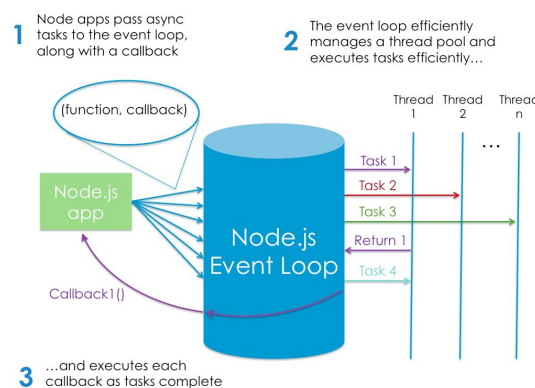 1
Node apps pass async
tasks to the event loop,
along with a callback
2
The event loop efficiently
manages a thread pool and
executes tasks efficiently…
(function, callback)
Thread 1
Thread 2
…
Thread n
Node.js
app
Node.js
Event Loop
Task 1
Task 2
Task 3
Return 1
Task 4
Callback1()
3
…and executes each
callback as tasks complete